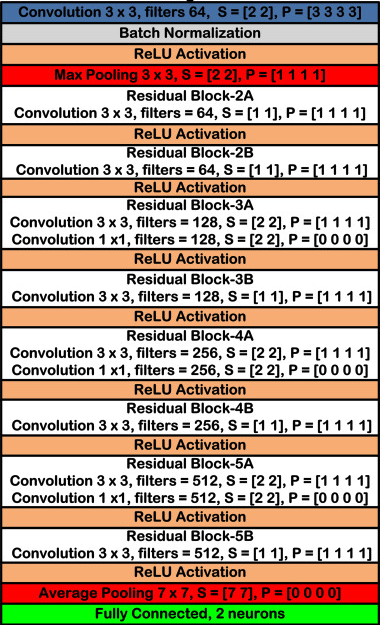 Convolution 3 x 3, filters 64, S = [2 2], P = [3 3 3 3]
Batch Normalization
ReLU Activation
Max Pooling 3 x 3, S = [2 2], P = [1 1 1 1]
Residual Block-2A
Convolution 3 x 3, filters = 64, S = [1 1], P = [1 1 1 1]
ReLU Activation
Residual Block-2B
Convolution 3 x 3, filters = 64, S = [1 1], P = [1 1 1 1]
ReLU Activation
Residual Block-3A
Convolution 3 x 3, filters = 128, S = [2 2], P = [1 1 1 1]
Convolution 1 x1, filters = 128, S = [2 2], P = [0 0 0 0]
ReLU Activation
Residual Block-3B
Convolution 3 x 3, filters = 128, S = [1 1], P = [1 1 1 1]
ReLU Activation
Residual Block-4A
Convolution 3 x 3, filters = 256, S = [2 2], P = [1 1 1 1]
Convolution 1 x1, filters = 256, S = [2 2], P = [0 0 0 0]
ReLU Activation
Residual Block-4B
Convolution 3 x 3, filters = 256, S = [1 1], P = [1 1 1 1]
ReLU Activation
Residual Block-5A
Convolution 3 x 3, filters = 512, S = [2 2], P = [1 1 1 1]
Convolution 1 x1, filters = 512, S = [2 2], P = [0 0 0 0]
ReLU Activation
Residual Block-5B
Convolution 3 x 3, filters = 512, S = [1 1], P = [1 1 1 1]
ReLU Activation
Average Pooling 7 x 7, S = [7 7], P = [0 0 0 0]
Fully Connected, 2 neurons